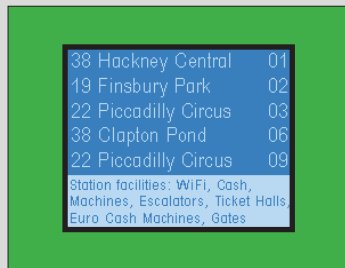 38 Hackney Central 01
19 Finsbury Park 02
22 Piccadilly Circus 03
38 Clapton Pond 06
22 Piccadilly Circus 09
Station facilities: WiFi, Cash,
Machines, Escalators, Ticket Halls,
Euro Cash Machines, Gates